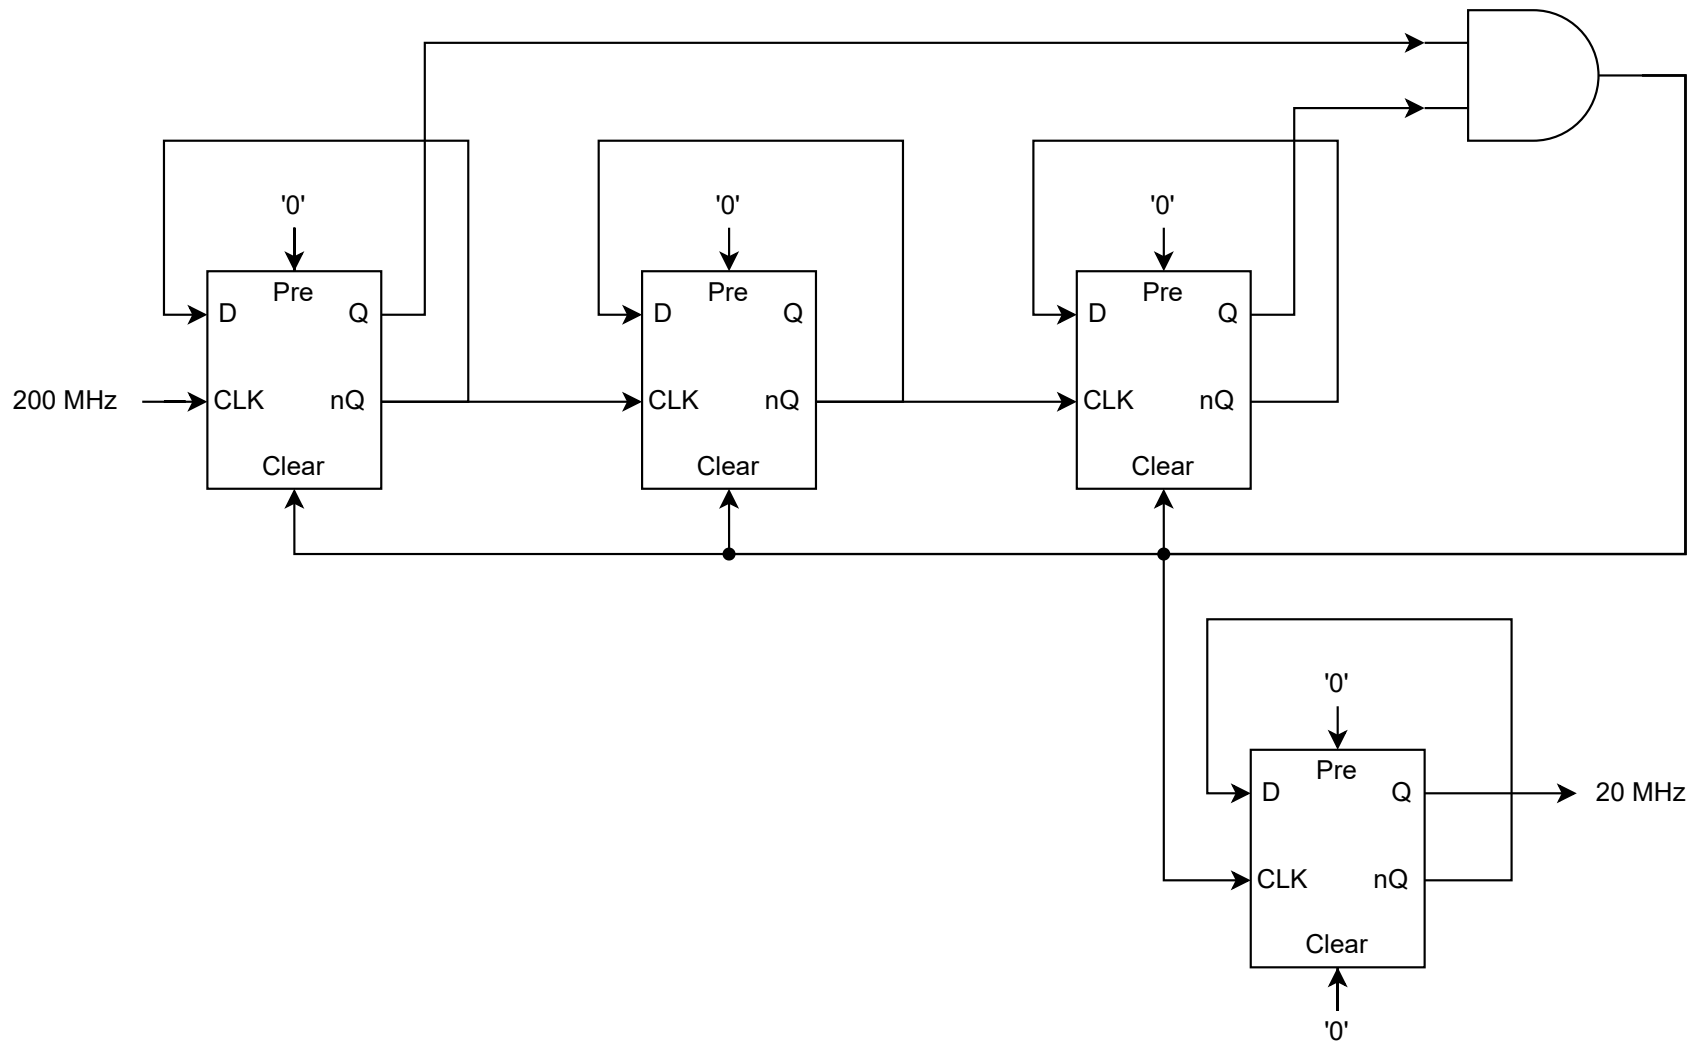 '0' '0' '0'
Pre Pre Pre
D Q D Q D Q
200 MHz CLK nQ CLK nQ CLK nQ
Clear Clear Clear
'0'
Pre
D Q 20 MHz
CLK nQ
Clear
'0'